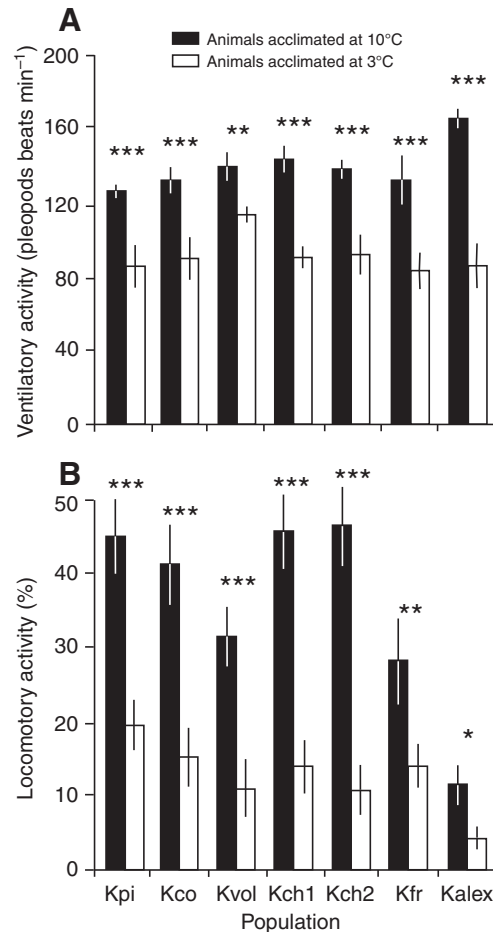 A
Animals acclimated at 10°C
Animals acclimated at 3°C
Ventilatory activity (pleopods beats min–1)
200
160
120
80
40
0
*** *** ** *** *** *** ***
B
Locomotory activity (%)
50
40
30
20
10
0
*** *** *** *** *** ** *
Kpi Kco Kvol Kch1 Kch2 Kfr Kalex
Population